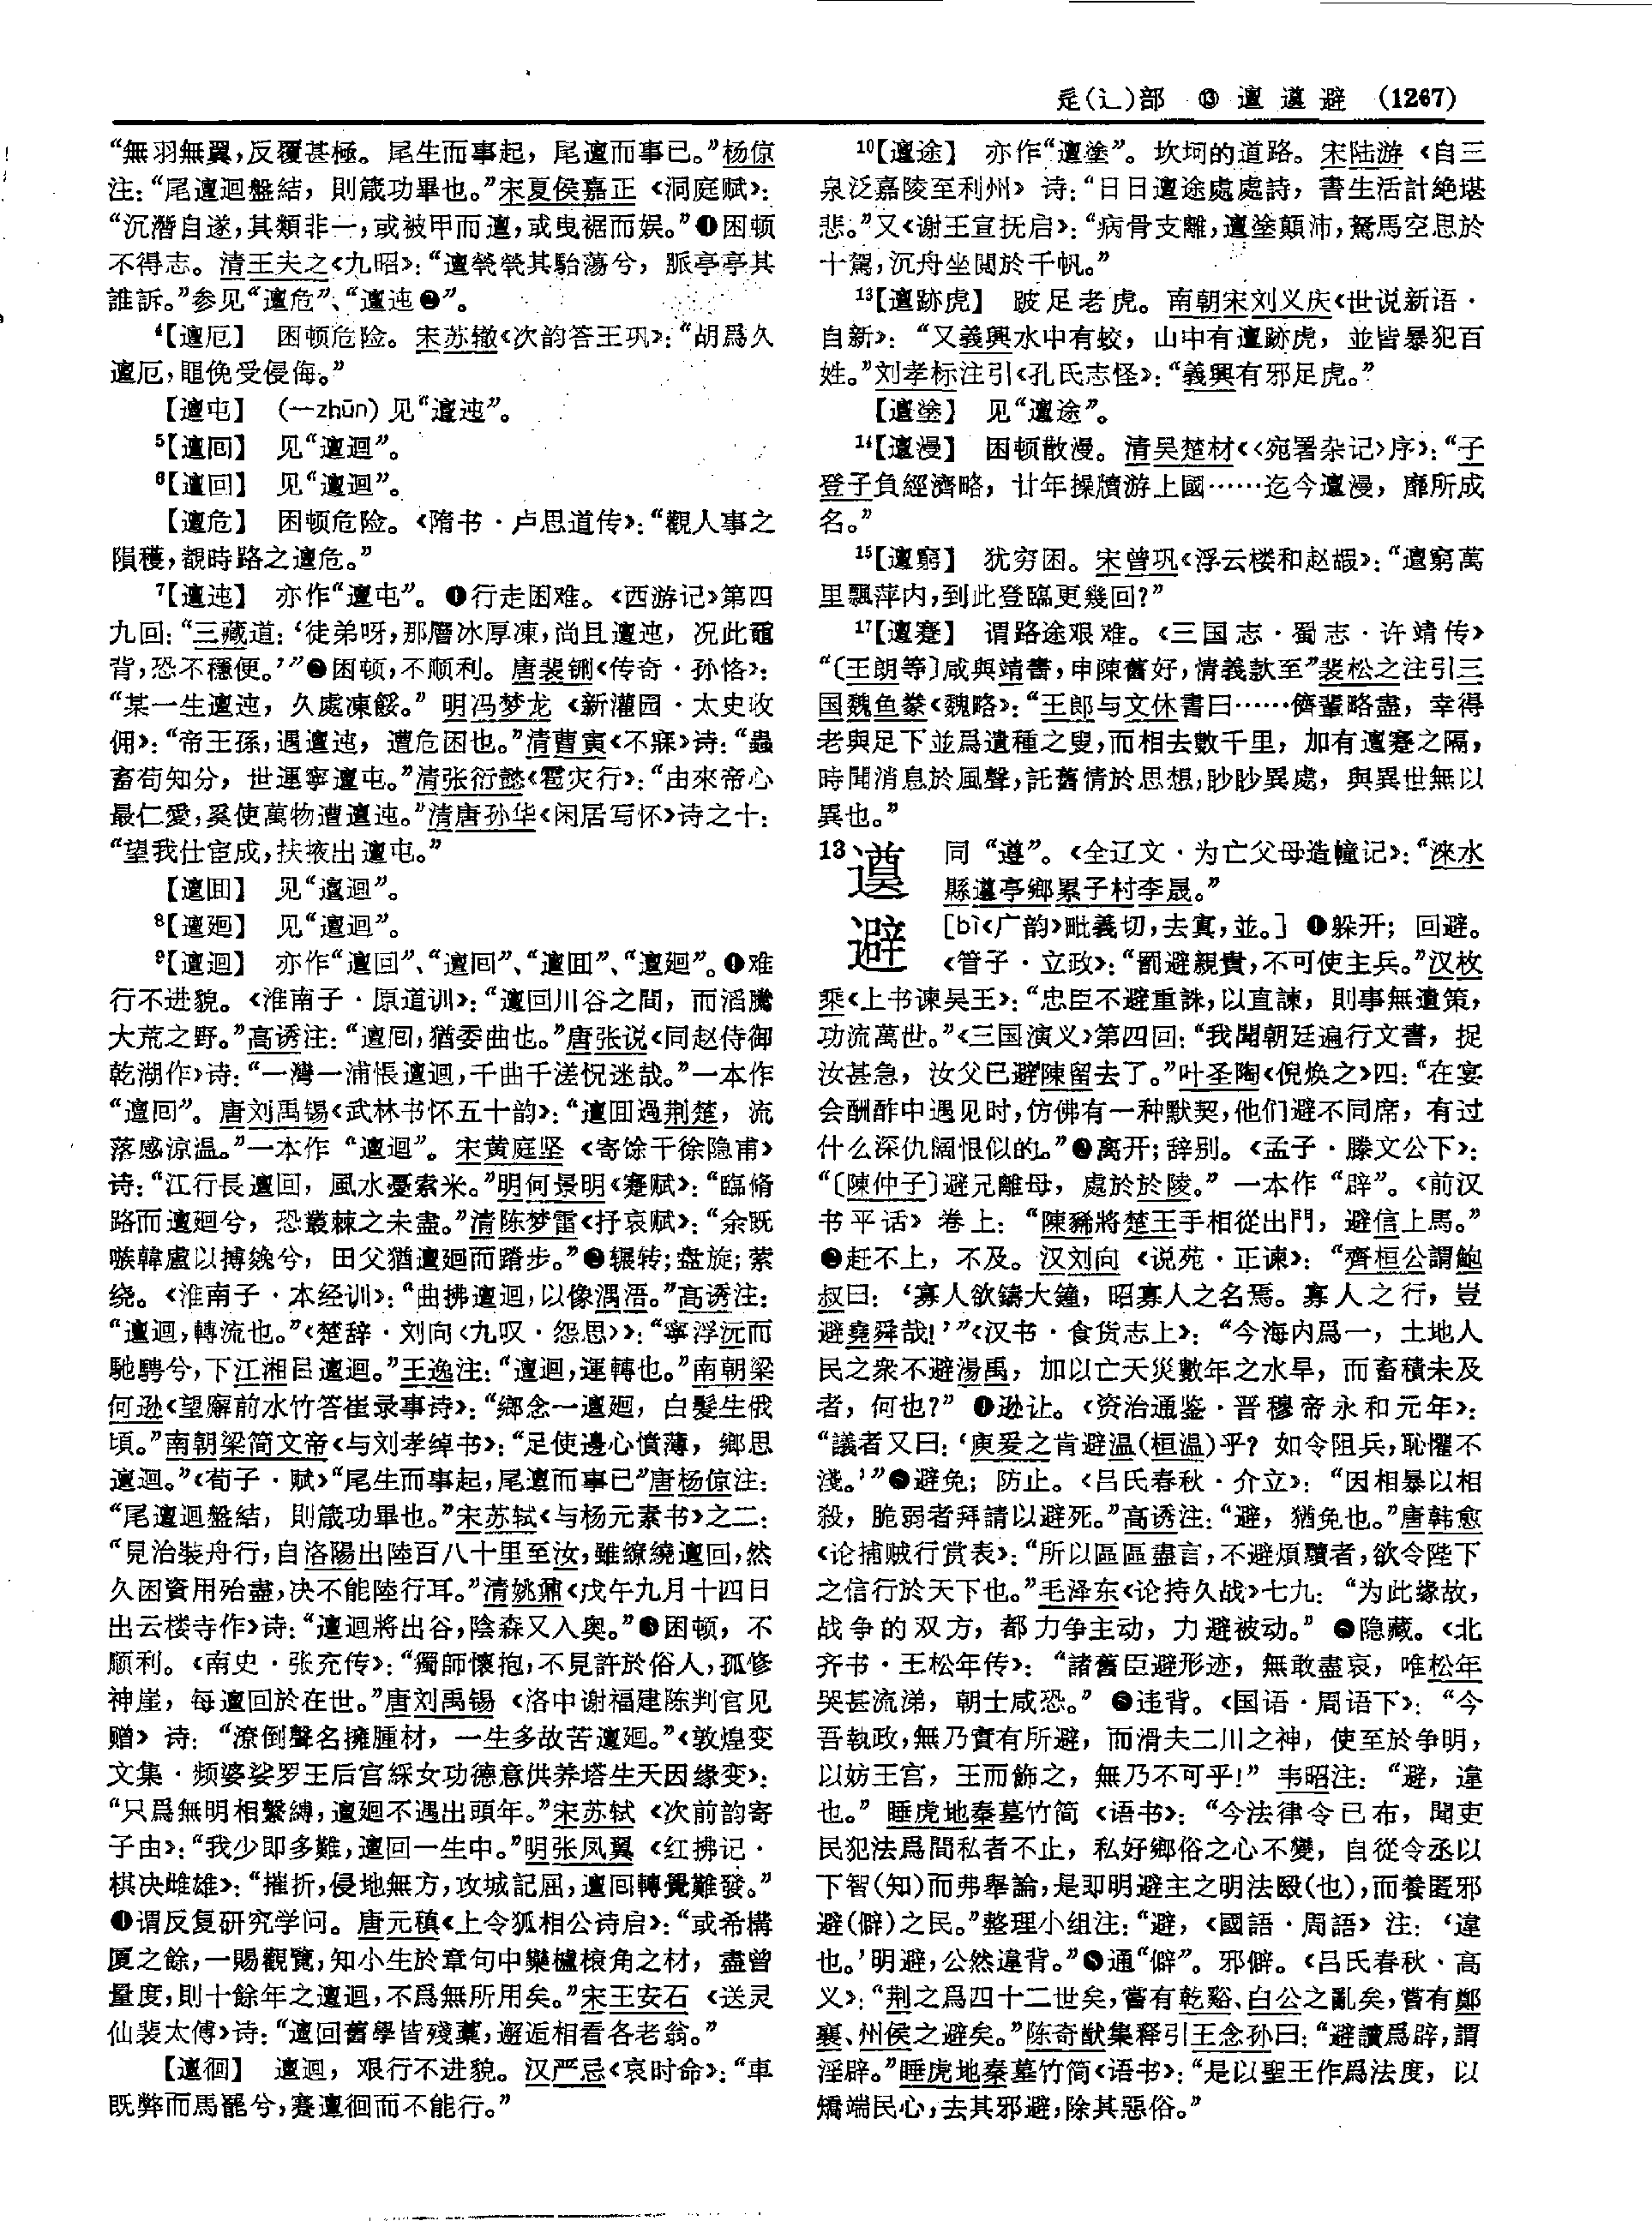 辵(辶)部 ⑬ 邅 𨗈 避 (1267)
“無羽無翼,反覆甚極。尾生而事起,尾邅而事已。”杨倞
注:“尾邅迴盤結,則箴功畢也。”宋夏侯嘉正《洞庭赋》:
“沉潛自遂,其類非一,或被甲而邅,或曳裾而娱。”❹困顿
不得志。清王夫之《九昭》:“邅煢煢其駘蕩兮,脈亭亭其
誰訴。”参见“邅危”、“邅迍❷”。
4【邅厄】 困顿危险。宋苏辙《次韵答王巩》:“胡爲久
邅厄,黽俛受侵侮。”
【邅屯】 (一zhūn)见“邅迍”。
5【邅囘】 见“邅迴”。
6【邅回】 见“邅迴”。
【邅危】 困顿危险。《隋书·卢思道传》:“觀人事之
隕穫,覩時路之邅危。”
7【邅迍】 亦作“邅屯”。❶行走困难。《西游记》第四
九回:“三藏道:‘徒弟呀,那層冰厚凍,尚且邅迍,况此黿
背,恐不穩便。’”❷困顿,不顺利。唐裴铏《传奇·孙恪》:
“某一生邅迍,久處凍餒。”明冯梦龙《新灌园·太史收
佣》:“帝王孫,遇邅迍,遭危困也。”清曹寅《不寐》诗:“蟲
畜苟知分,世運寧邅屯。”清张衍懿《雹灾行》:“由來帝心
最仁愛,奚使萬物遭邅迍。”清唐孙华《闲居写怀》诗之十:
“望我仕宦成,扶掖出邅屯。”
【邅囬】 见“邅迴”。
8【邅廻】 见“邅迴”。
9【邅迴】 亦作“邅回”、“邅囘”、“邅囬”、“邅廻”。❶难
行不进貌。《淮南子·原道训》:“邅回川谷之間,而滔騰
大荒之野。”高诱注:“邅囘,猶委曲也。”唐张说《同赵侍御
乾湖作》诗:“一灣一浦悵邅迴,千曲千溠怳迷哉。”一本作
“邅囘”。唐刘禹锡《武林书怀五十韵》:“邅囬過荆楚,流
落感涼温。”一本作“邅迴”。宋黄庭坚《寄馀干徐隐甫》
诗:“江行長邅回,風水憂索米。”明何景明《蹇赋》:“臨脩
路而邅廻兮,恐叢棘之未盡。”清陈梦雷《抒哀赋》:“余既
嗾韓盧以搏㕙兮,田父猶邅廻而躋步。”❷辗转;盘旋;萦
绕。《淮南子·本经训》:“曲拂邅迴,以像湡浯。”高诱注:
“邅迴,轉流也。”《楚辞·刘向〈九叹·怨思〉》:“寧浮沅而
馳騁兮,下江湘㠯邅迴。”王逸注:“邅迴,運轉也。”南朝梁
何逊《望廨前水竹答崔录事诗》:“鄉念一邅廻,白髮生俄
頃。”南朝梁简文帝《与刘孝绰书》:“足使邊心憤薄,鄉思
邅迴。”《荀子·赋》“尾生而事起,尾邅而事已”唐杨倞注:
“尾邅迴盤結,則箴功畢也。”宋苏轼《与杨元素书》之二:
“見治裝舟行,自洛陽出陸百八十里至汝,雖繚繞邅回,然
久困資用殆盡,决不能陸行耳。”清姚鼐《戊午九月十四日
出云楼寺作》诗:“邅迴將出谷,陰森又入奥。”❸困顿,不
顺利。《南史·张充传》:“獨師懷抱,不見許於俗人,孤修
神崖,每邅回於在世。”唐刘禹锡《洛中谢福建陈判官见
赠》诗:“潦倒聲名擁腫材,一生多故苦邅廻。”《敦煌变
文集·频婆娑罗王后宫綵女功德意供养塔生天因缘变》:
“只爲無明相繫縛,邅廻不遇出頭年。”宋苏轼《次前韵寄
子由》:“我少即多難,邅回一生中。”明张凤翼《红拂记·
棋决雌雄》:“摧折,侵地無方,攻城記屈,邅囘轉覺難發。”
❹谓反复研究学问。唐元稹《上令狐相公诗启》:“或希構
厦之餘,一賜觀覽,知小生於章句中欒櫨榱角之材,盡曾
量度,則十餘年之邅迴,不爲無所用矣。”宋王安石《送灵
仙裴太傅》诗:“邅回舊學皆殘藁,邂逅相看各老翁。”
【邅徊】 邅迴,艰行不进貌。汉严忌《哀时命》:“車
既弊而馬罷兮,蹇邅徊而不能行。”
10【邅途】 亦作“邅塗”。坎坷的道路。宋陆游《自三
泉泛嘉陵至利州》诗:“日日邅途處處詩,書生活計絶堪
悲。”又《谢王宣抚启》:“病骨支離,邅塗顛沛,駑馬空思於
十駕,沉舟坐閲於千帆。”
13【邅跡虎】 跛足老虎。南朝宋刘义庆《世说新语·
自新》:“又義興水中有蛟,山中有邅跡虎,並皆暴犯百
姓。”刘孝标注引《孔氏志怪》:“義興有邪足虎。”
【邅塗】 见“邅途”。
14【邅漫】 困顿散漫。清吴楚材《〈宛署杂记〉序》:“子
登子負經濟略,廿年操牘游上國……迄今邅漫,靡所成
名。”
15【邅窮】 犹穷困。宋曾巩《浮云楼和赵嘏》:“邅窮萬
里飄萍内,到此登臨更幾回?”
17【邅蹇】 谓路途艰难。《三国志·蜀志·许靖传》
“〔王朗等〕咸與靖書,申陳舊好,情義款至”裴松之注引三
国魏鱼豢《魏略》:“王郎与文休書曰……儕輩略盡,幸得
老與足下並爲遺種之叟,而相去數千里,加有邅蹇之隔,
時聞消息於風聲,託舊情於思想,眇眇異處,與異世無以
異也。”
13𨗈 同“遵”。《全辽文·为亡父母造幢记》:“淶水
縣𨗈亭鄉累子村李晟。”
避 [bì《广韵》毗義切,去寘,並。] ❶躲开;回避。
《管子·立政》:“罰避親貴,不可使主兵。”汉枚
乘《上书谏吴王》:“忠臣不避重誅,以直諫,則事無遺策,
功流萬世。”《三国演义》第四回:“我聞朝廷遍行文書,捉
汝甚急,汝父已避陳留去了。”叶圣陶《倪焕之》四:“在宴
会酬酢中遇见时,仿佛有一种默契,他们避不同席,有过
什么深仇阔恨似的。”❷离开;辞别。《孟子·滕文公下》:
“〔陳仲子〕避兄離母,處於於陵。”一本作“辟”。《前汉
书平话》卷上:“陳豨將楚王手相從出門,避信上馬。”
❸赶不上,不及。汉刘向《说苑·正谏》:“齊桓公謂鮑
叔曰:‘寡人欲鑄大鐘,昭寡人之名焉。寡人之行,豈
避堯舜哉!’”《汉书·食货志上》:“今海内爲一,土地人
民之衆不避湯禹,加以亡天災數年之水旱,而畜積未及
者,何也?”❹逊让。《资治通鉴·晋穆帝永和元年》:
“議者又曰:‘庾爰之肯避温(桓温)乎?如令阻兵,恥懼不
淺。’”❺避免;防止。《吕氏春秋·介立》:“因相暴以相
殺,脆弱者拜請以避死。”高诱注:“避,猶免也。”唐韩愈
《论捕贼行赏表》:“所以區區盡言,不避煩黷者,欲令陛下
之信行於天下也。”毛泽东《论持久战》七九:“为此缘故,
战争的双方,都力争主动,力避被动。”❻隐藏。《北
齐书·王松年传》:“諸舊臣避形迹,無敢盡哀,唯松年
哭甚流涕,朝士咸恐。”❼违背。《国语·周语下》:“今
吾執政,無乃實有所避,而滑夫二川之神,使至於争明,
以妨王宫,王而飾之,無乃不可乎!”韦昭注:“避,違
也。”睡虎地秦墓竹简《语书》:“今法律令已布,聞吏
民犯法爲間私者不止,私好鄉俗之心不變,自從令丞以
下智(知)而弗舉論,是即明避主之明法殹(也),而養匿邪
避(僻)之民。”整理小组注:“避,《國語·周語》注:‘違
也。’明避,公然違背。”❽通“僻”。邪僻。《吕氏春秋·高
义》:“荆之爲四十二世矣,嘗有乾谿、白公之亂矣,嘗有鄭
襄、州侯之避矣。”陈奇猷集释引王念孙曰:“避讀爲辟,謂
淫辟。”睡虎地秦墓竹简《语书》:“是以聖王作爲法度,以
矯端民心,去其邪避,除其惡俗。”